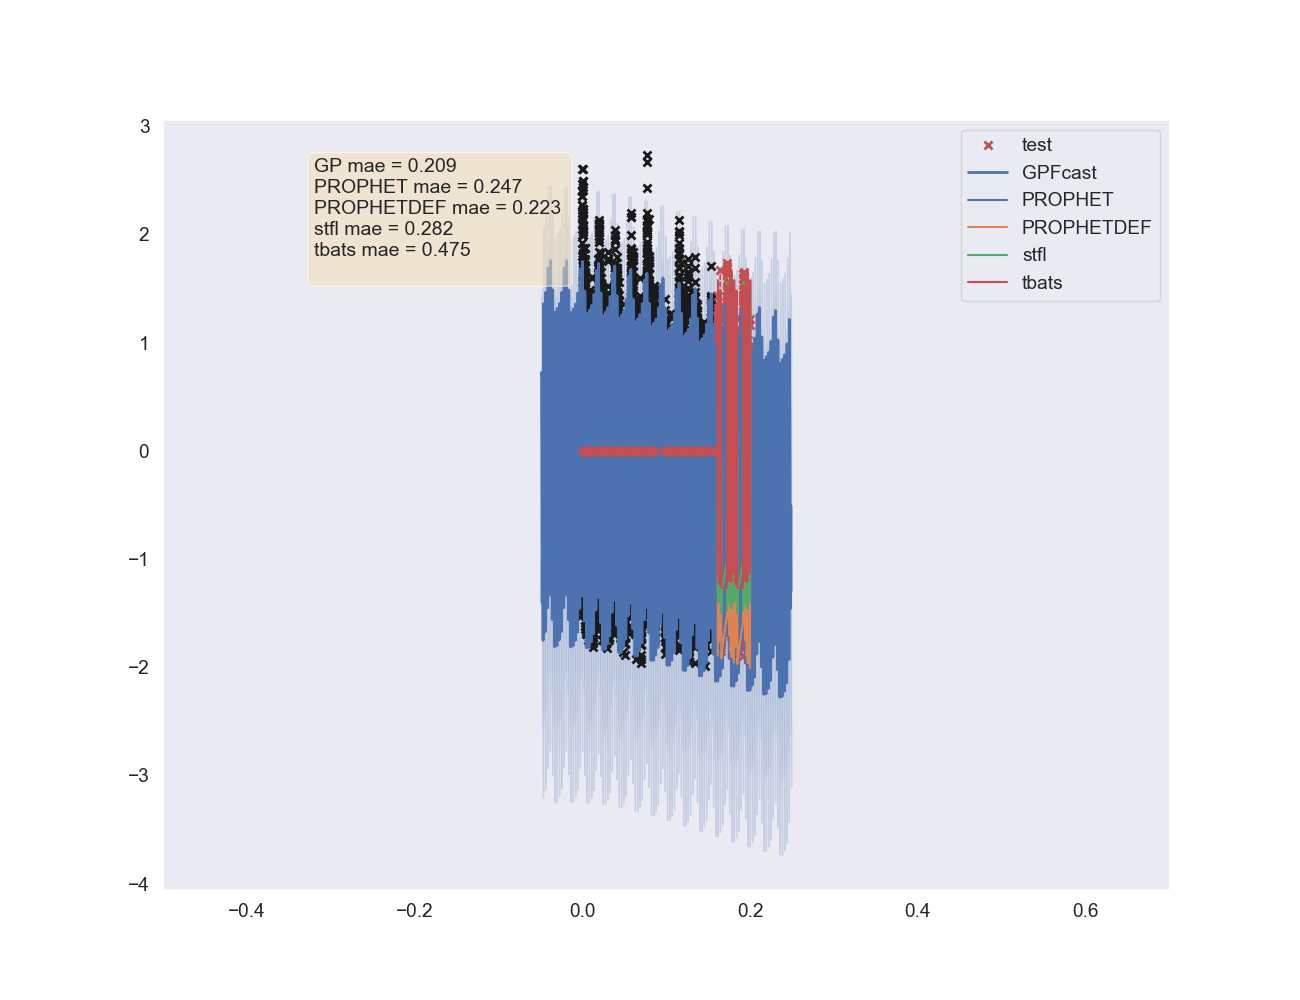 GP mae = 0.209
PROPHET mae = 0.247
PROPHETDEF mae = 0.223
stfl mae = 0.282
tbats mae = 0.475
test
GPFcast
PROPHET
PROPHETDEF
stfl
tbats
3
2
1
0
−1
−2
−3
−4
−0.4
−0.2
0.0
0.2
0.4
0.6